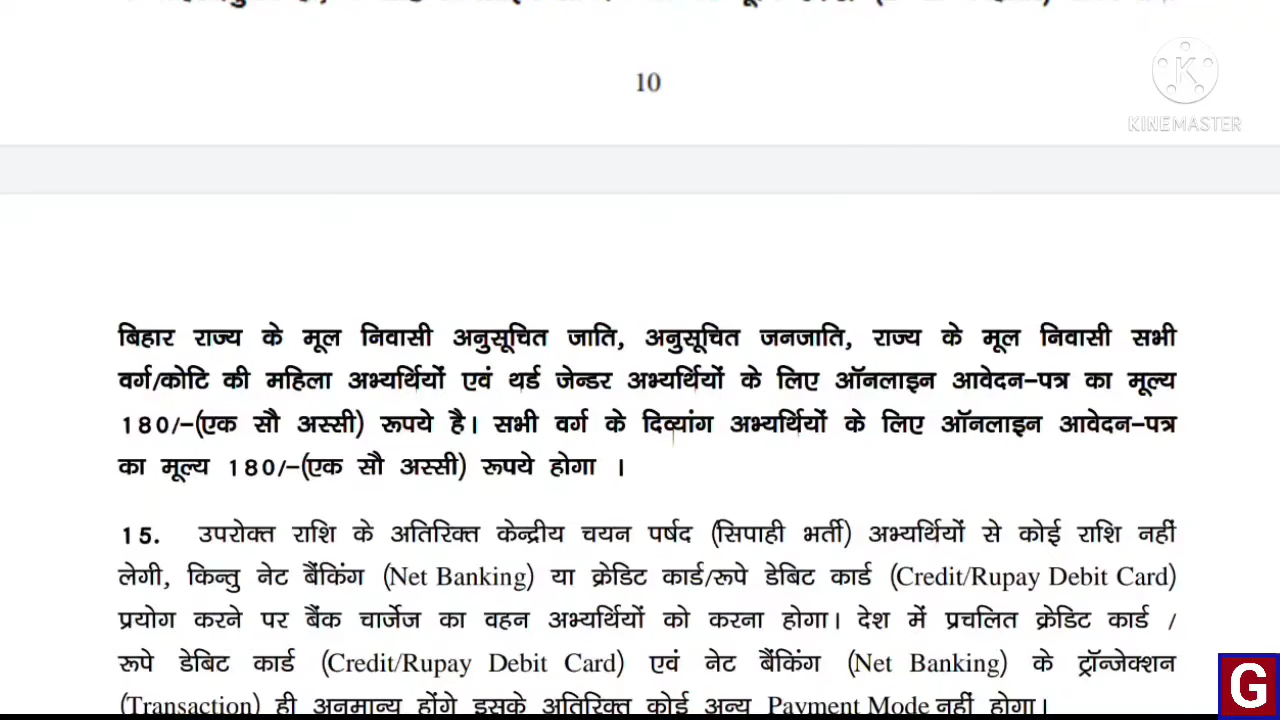 10
KINEMASTER
बिहार राज्य के मूल निवासी अनुसूचित जाति, अनुसूचित जनजाति, राज्य के मूल निवासी सभी
वर्ग/कोटि की महिला अभ्यर्थियों एवं थर्ड जेन्डर अभ्यर्थियों के लिए ऑनलाइन आवेदन-पत्र का मूल्य
180/-(एक सौ अस्सी) रूपये है। सभी वर्ग के दिव्यांग अभ्यर्थियों के लिए ऑनलाइन आवेदन-पत्र
का मूल्य 180/-(एक सौ अस्सी) रूपये होगा ।
15. उपरोक्त राशि के अतिरिक्त केन्द्रीय चयन पर्षद (सिपाही भर्ती) अभ्यर्थियों से कोई राशि नहीं
लेगी, किन्तु नेट बैंकिंग (Net Banking) या क्रेडिट कार्ड/रूपे डेबिट कार्ड (Credit/Rupay Debit Card)
प्रयोग करने पर बैंक चार्जेज का वहन अभ्यर्थियों को करना होगा। देश में प्रचलित क्रेडिट कार्ड /
रूपे डेबिट कार्ड (Credit/Rupay Debit Card) एवं नेट बैंकिंग (Net Banking) के ट्रॉन्जेक्शन
(Transaction) ही अनुमान्य होंगे इसके अतिरिक्त कोई अन्य Payment Mode नहीं होगा।
G